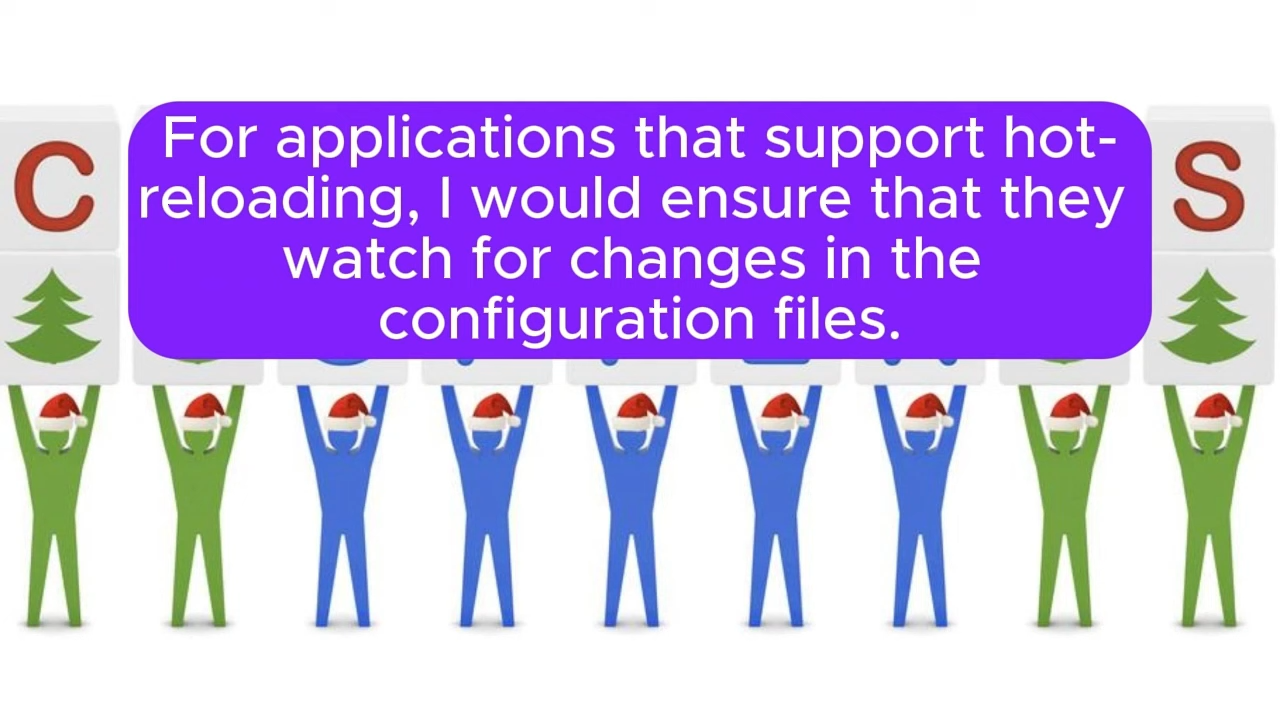 C S
For applications that support hot-
reloading, I would ensure that they
watch for changes in the
configuration files.